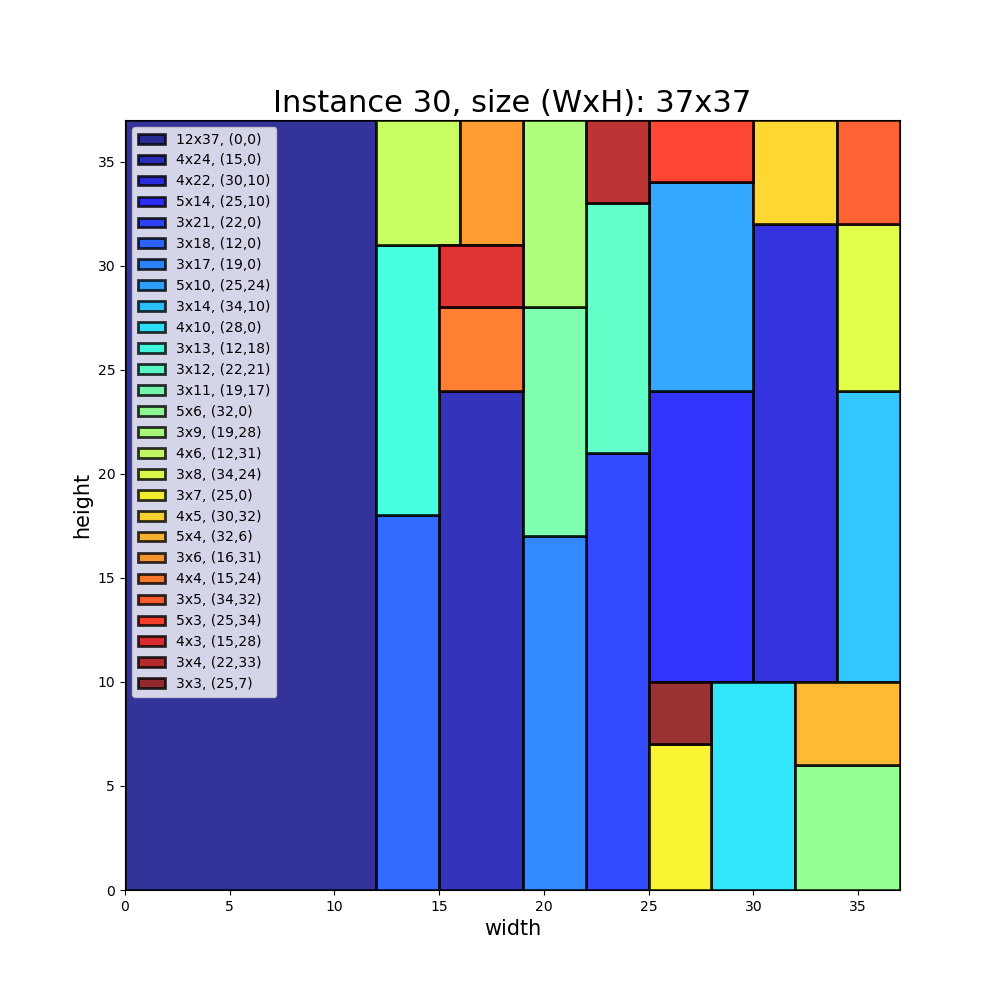 Instance 30, size (WxH): 37x37
12x37, (0,0)
4x24, (15,0)
4x22, (30,10)
5x14, (25,10)
3x21, (22,0)
3x18, (12,0)
3x17, (19,0)
5x10, (25,24)
3x14, (34,10)
4x10, (28,0)
3x13, (12,18)
3x12, (22,21)
3x11, (19,17)
5x6, (32,0)
3x9, (19,28)
4x6, (12,31)
3x8, (34,24)
3x7, (25,0)
4x5, (30,32)
5x4, (32,6)
3x6, (16,31)
4x4, (15,24)
3x5, (34,32)
5x3, (25,34)
4x3, (15,28)
3x4, (22,33)
3x3, (25,7)
height
35
30
25
20
15
10
5
0
0 5 10 15 20 25 30 35
width